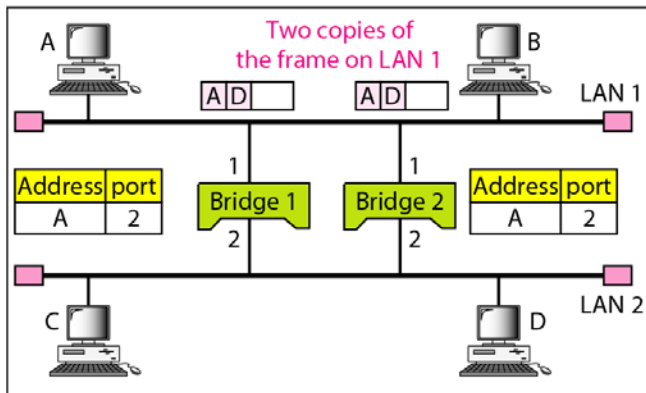 A
Two copies of
the frame on LAN 1
B
A D
A D
LAN 1
1
1
Address port
A 2
Bridge 1
Bridge 2
Address port
A 2
2
2
LAN 2
C
D